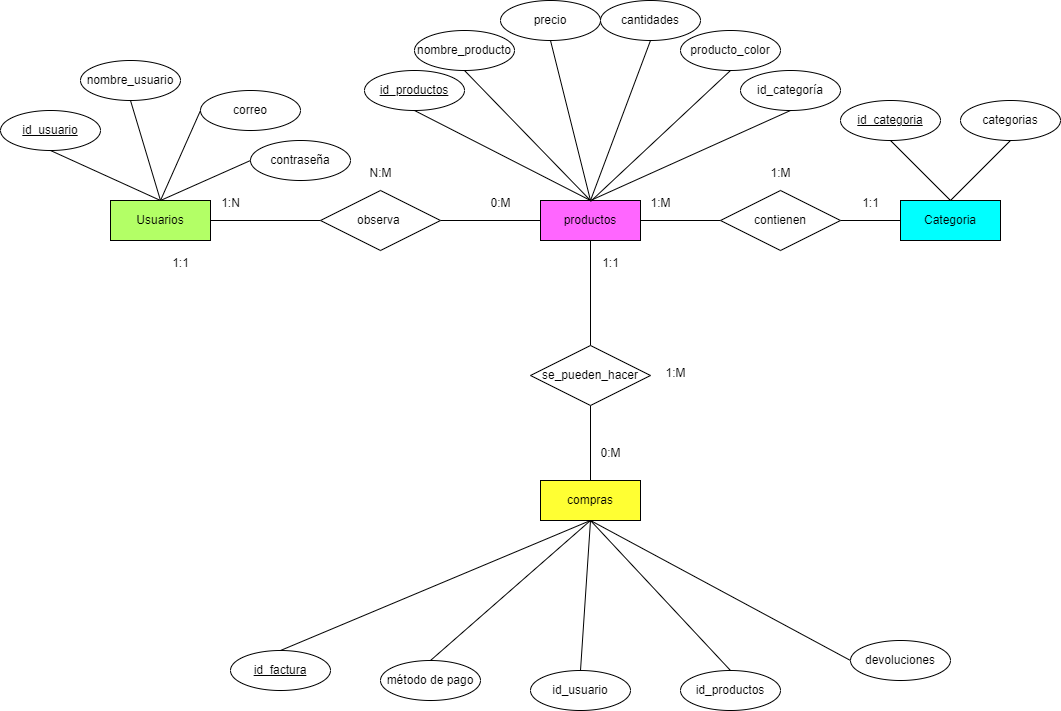 precio
cantidades
nombre_producto
producto_color
nombre_usuario
id_productos
id_categoría
correo
id_usuario
id_categoria
categorias
contraseña
N:M
1:M
1:N
0:M
1:M
1:1
Usuarios
observa
productos
contienen
Categoria
1:1
1:1
se_pueden_hacer
1:M
0:M
compras
id_factura
método de pago
id_usuario
id_productos
devoluciones